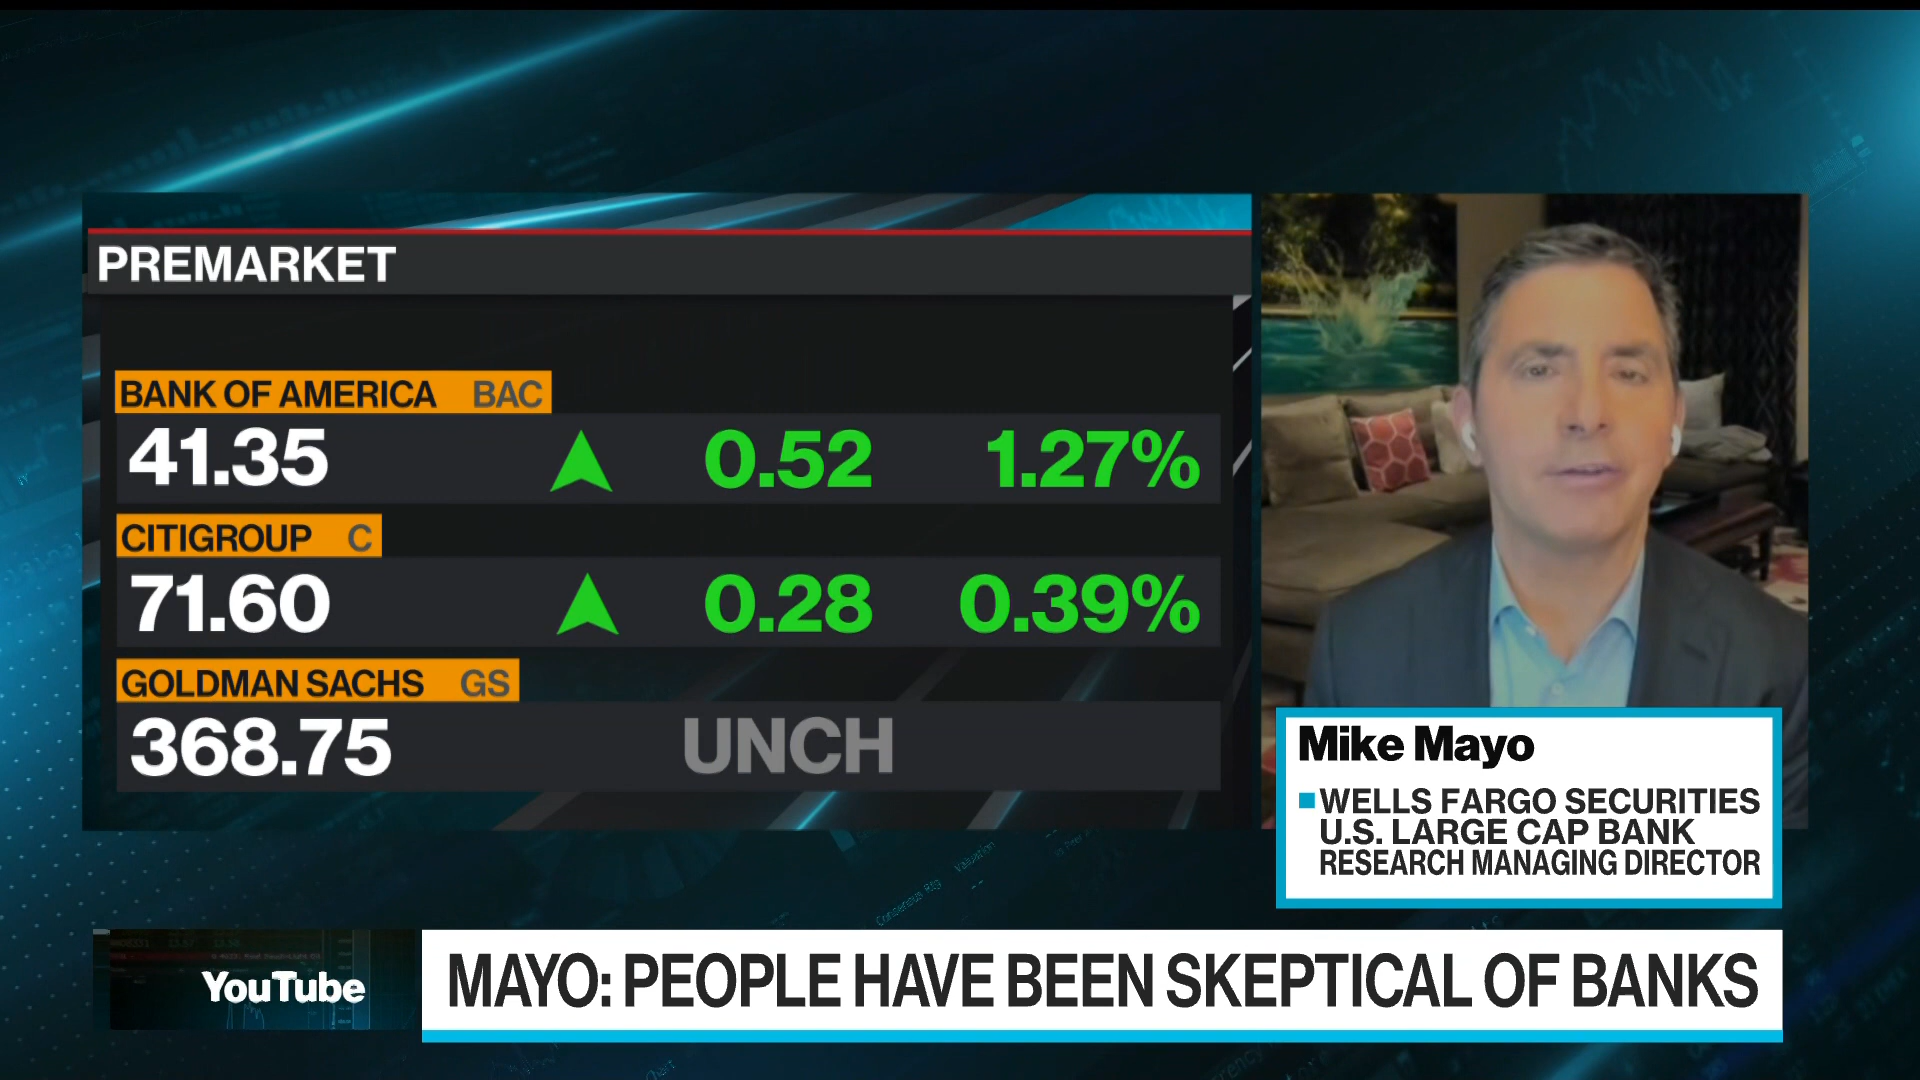 PREMARKET
BANK OF AMERICA BAC
41.35 ▲ 0.52 1.27%
CITIGROUP C
71.60 ▲ 0.28 0.39%
GOLDMAN SACHS GS
368.75 UNCH
Mike Mayo
WELLS FARGO SECURITIES
U.S. LARGE CAP BANK
RESEARCH MANAGING DIRECTOR
YouTube
MAYO: PEOPLE HAVE BEEN SKEPTICAL OF BANKS